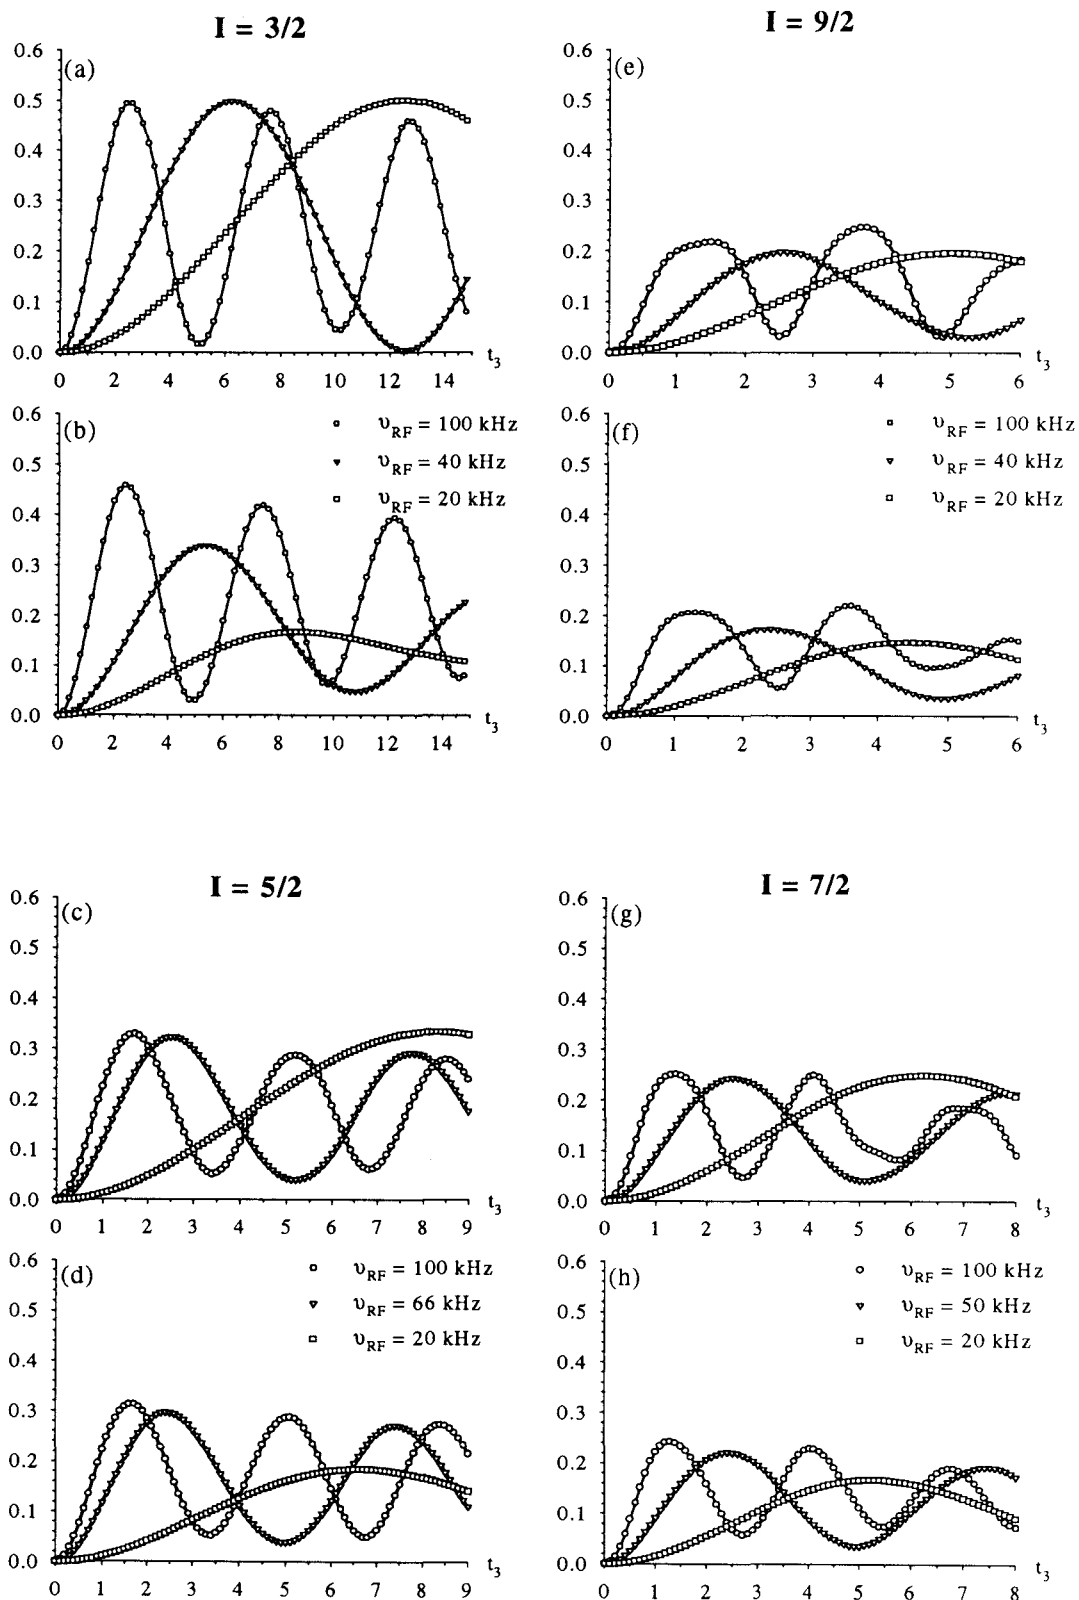 I = 3/2
(a)
0.6
0.5
0.4
0.3
0.2
0.1
0.0
0 2 4 6 8 10 12 14
t3
(b)
0.6
0.5
0.4
0.3
0.2
0.1
0.0
υRF = 100 kHz
υRF = 40 kHz
υRF = 20 kHz
0 2 4 6 8 10 12 14
t3
I = 9/2
(e)
0.6
0.5
0.4
0.3
0.2
0.1
0.0
0 1 2 3 4 5 6
t3
(f)
0.6
0.5
0.4
0.3
0.2
0.1
0.0
υRF = 100 kHz
υRF = 40 kHz
υRF = 20 kHz
0 1 2 3 4 5 6
t3
I = 5/2
(c)
0.6
0.5
0.4
0.3
0.2
0.1
0.0
0 1 2 3 4 5 6 7 8 9
t3
(d)
0.6
0.5
0.4
0.3
0.2
0.1
0.0
υRF = 100 kHz
υRF = 66 kHz
υRF = 20 kHz
0 1 2 3 4 5 6 7 8 9
t3
I = 7/2
(g)
0.6
0.5
0.4
0.3
0.2
0.1
0.0
0 1 2 3 4 5 6 7 8
t3
(h)
0.6
0.5
0.4
0.3
0.2
0.1
0.0
υRF = 100 kHz
υRF = 50 kHz
υRF = 20 kHz
0 1 2 3 4 5 6 7 8
t3